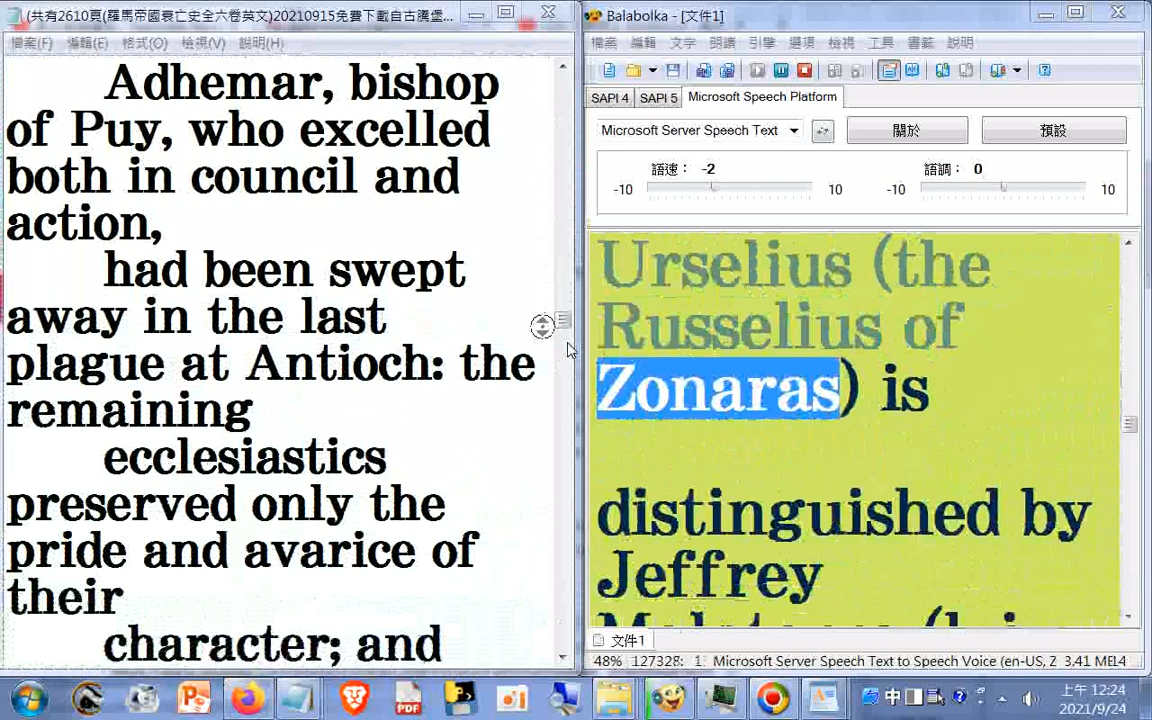 (共有2610頁(羅馬帝國衰亡史全六卷英文)20210915免費下載自古騰堡...
檔案(F) 編輯(E) 格式(O) 檢視(V) 說明(H)
Adhemar, bishop
of Puy, who excelled
both in council and
action,
had been swept
away in the last
plague at Antioch: the
remaining
ecclesiastics
preserved only the
pride and avarice of
their
character; and
Balabolka - [文件1]
檔案 編輯 文字 朗讀 引擎 選項 檢視 工具 書籤 說明
SAPI 4 SAPI 5 Microsoft Speech Platform
Microsoft Server Speech Text 關於 預設
語速： -2 語調： 0
-10 10 -10 10
Urselius (the
Russelius of
Zonaras) is
distinguished by
Jeffrey
文件1
48% 127328: 1 Microsoft Server Speech Text to Speech Voice (en-US, Z 3.41 ME14
PDF
中
上午 12:24
2021/9/24